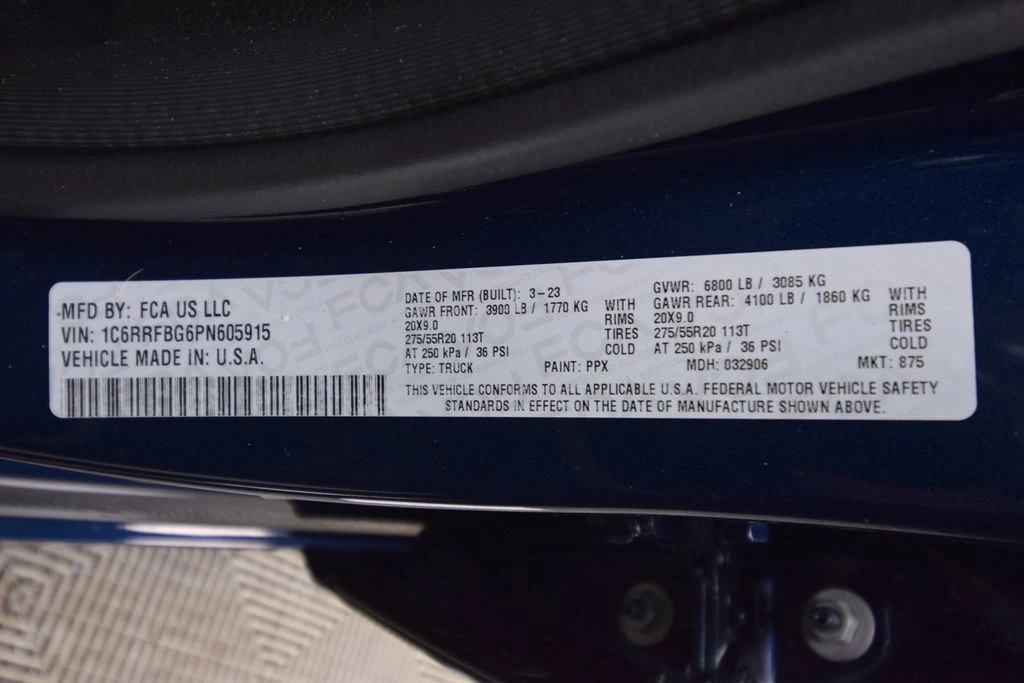 MFD BY: FCA US LLC
VIN: 1C6RRFBG6PN605915
VEHICLE MADE IN: U.S.A.
DATE OF MFR (BUILT): 3-23
GAWR FRONT: 3900 LB / 1770 KG WITH
20X9.0 RIMS
275/55R20 113T TIRES
AT 250 kPa / 36 PSI COLD
GVWR: 6800 LB / 3085 KG
GAWR REAR: 4100 LB / 1860 KG WITH
20X9.0 RIMS
275/55R20 113T TIRES
AT 250 kPa / 36 PSI COLD
TYPE: TRUCK PAINT: PPX MDH: 032906 MKT: 875
THIS VEHICLE CONFORMS TO ALL APPLICABLE U.S.A. FEDERAL MOTOR VEHICLE SAFETY
STANDARDS IN EFFECT ON THE DATE OF MANUFACTURE SHOWN ABOVE.